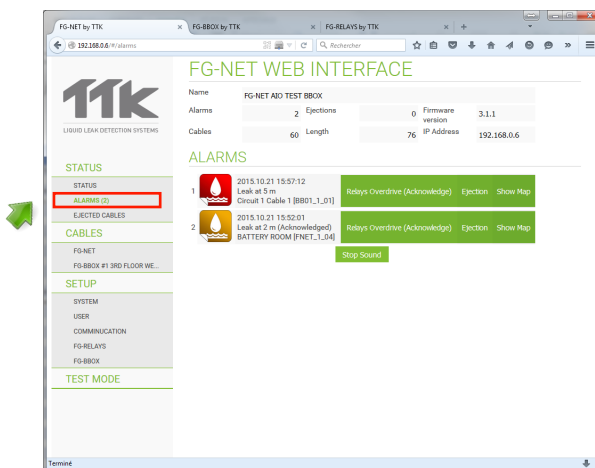 FG-NET by TTK
FG-BBOX by TTK
FG-RELAYS by TTK
192.168.0.6/#/alarms
Rechercher
TTK
LIQUID LEAK DETECTION SYSTEMS
FG-NET WEB INTERFACE
Name FG-NET AIO TEST BBOX
Alarms 2 Ejections 0 Firmware version 3.1.1
Cables 60 Length 76 IP Address 192.168.0.6
STATUS
STATUS
ALARMS (2)
EJECTED CABLES
CABLES
FG-NET
FG-BBOX #1 3RD FLOOR WE...
SETUP
SYSTEM
USER
COMMINUCATION
FG-RELAYS
FG-BBOX
TEST MODE
ALARMS
1
2015.10.21 15:57:12
Leak at 5 m
Circuit 1 Cable 1 [BB01_1_01]
Relays Overdrive (Acknowledge) Ejection Show Map
2
2015.10.21 15:52:01
Leak at 2 m (Acknowledged)
BATTERY ROOM [FNET_1_04]
Relays Overdrive (Acknowledge) Ejection Show Map
Stop Sound
Terminé